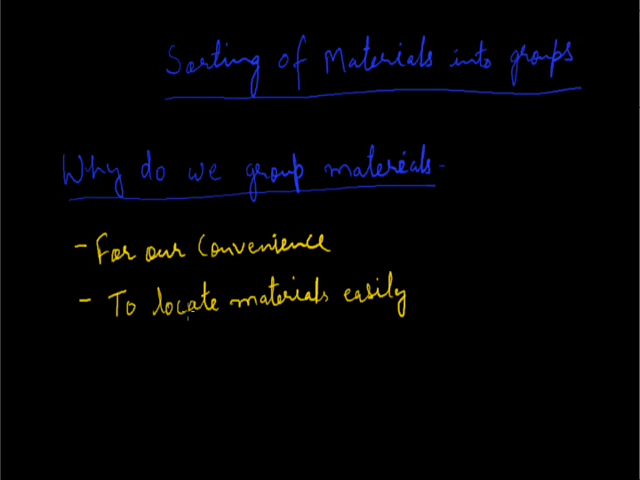 Sorting of Materials into groups
Why do we group materials.
- For our convenience
- To locate materials easily